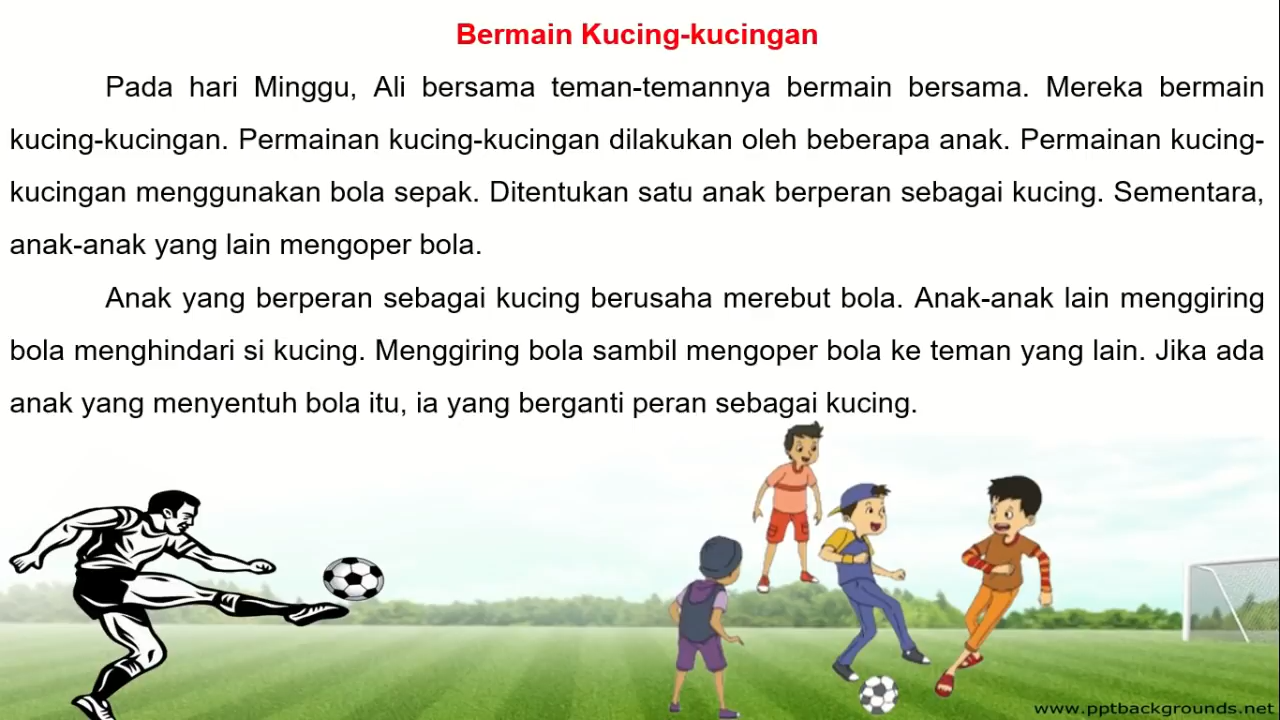 Bermain Kucing-kucingan
Pada hari Minggu, Ali bersama teman-temannya bermain bersama. Mereka bermain
kucing-kucingan. Permainan kucing-kucingan dilakukan oleh beberapa anak. Permainan kucing-
kucingan menggunakan bola sepak. Ditentukan satu anak berperan sebagai kucing. Sementara,
anak-anak yang lain mengoper bola.
Anak yang berperan sebagai kucing berusaha merebut bola. Anak-anak lain menggiring
bola menghindari si kucing. Menggiring bola sambil mengoper bola ke teman yang lain. Jika ada
anak yang menyentuh bola itu, ia yang berganti peran sebagai kucing.
www.pptbackgrounds.net